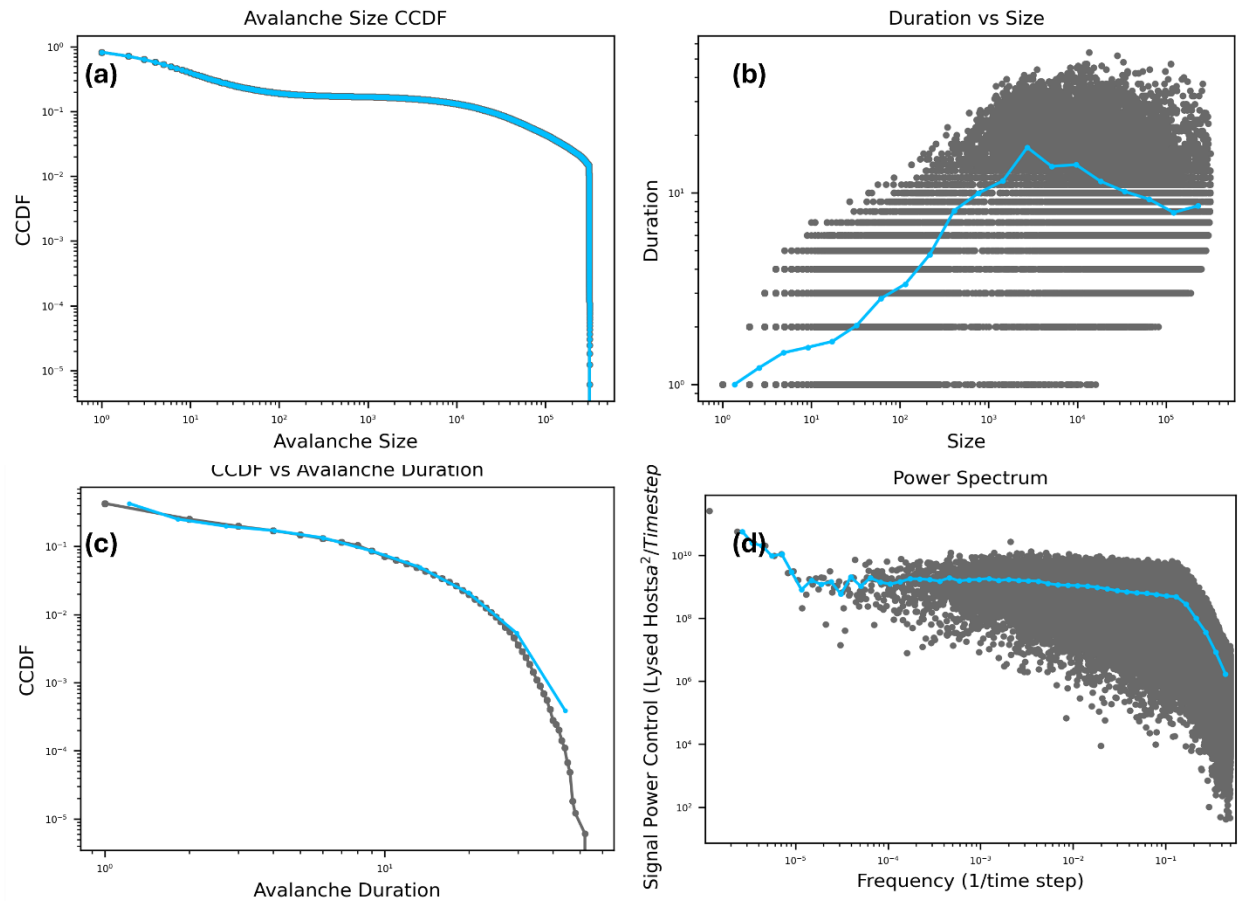 Avalanche Size CCDF
(a)
CCDF
10⁰
10⁻¹
10⁻²
10⁻³
10⁻⁴
10⁻⁵
10⁰
10¹
10²
10³
10⁴
10⁵
Avalanche Size
Duration vs Size
(b)
Duration
10¹
10⁰
10⁰
10¹
10²
10³
10⁴
10⁵
Size
CCDF vs Avalanche Duration
(c)
CCDF
10⁻¹
10⁻²
10⁻³
10⁻⁴
10⁻⁵
10⁰
10¹
Avalanche Duration
Power Spectrum
(d)
Signal Power Control (Lysed Hostsa²/Timestep
10¹⁰
10⁸
10⁶
10⁴
10²
10⁻⁵
10⁻⁴
10⁻³
10⁻²
10⁻¹
Frequency (1/time step)